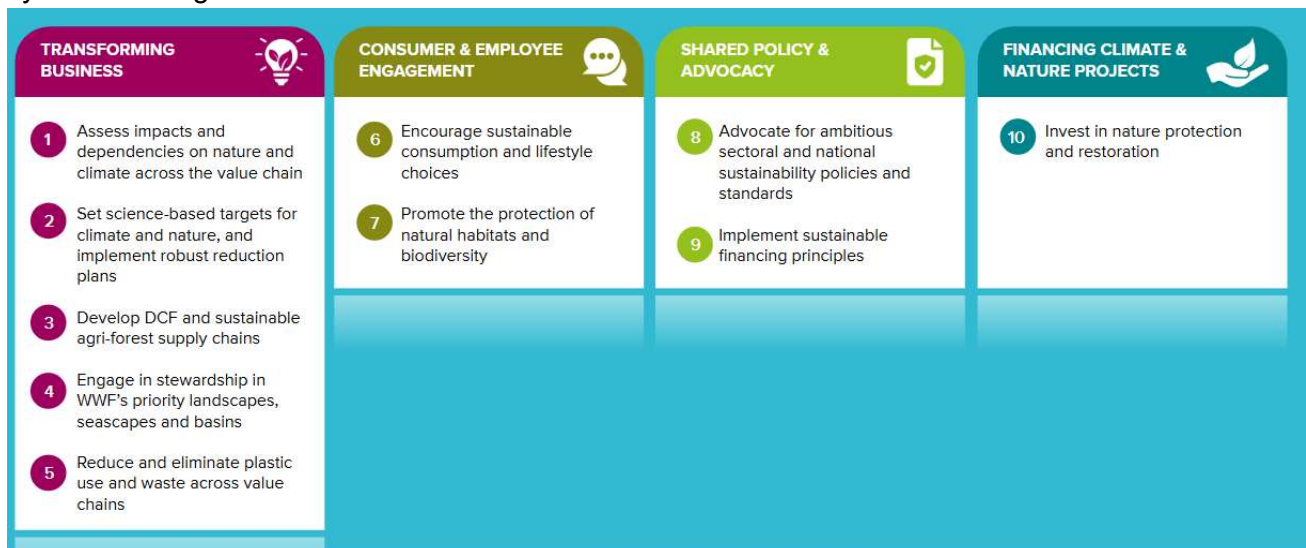 TRANSFORMING
BUSINESS
1
Assess impacts and
dependencies on nature and
climate across the value chain
2
Set science-based targets for
climate and nature, and
implement robust reduction
plans
3
Develop DCF and sustainable
agri-forest supply chains
4
Engage in stewardship in
WWF's priority landscapes,
seascapes and basins
5
Reduce and eliminate plastic
use and waste across value
chains
CONSUMER & EMPLOYEE
ENGAGEMENT
6
Encourage sustainable
consumption and lifestyle
choices
7
Promote the protection of
natural habitats and
biodiversity
SHARED POLICY &
ADVOCACY
8
Advocate for ambitious
sectoral and national
sustainability policies and
standards
9
Implement sustainable
financing principles
FINANCING CLIMATE &
NATURE PROJECTS
10
Invest in nature protection
and restoration